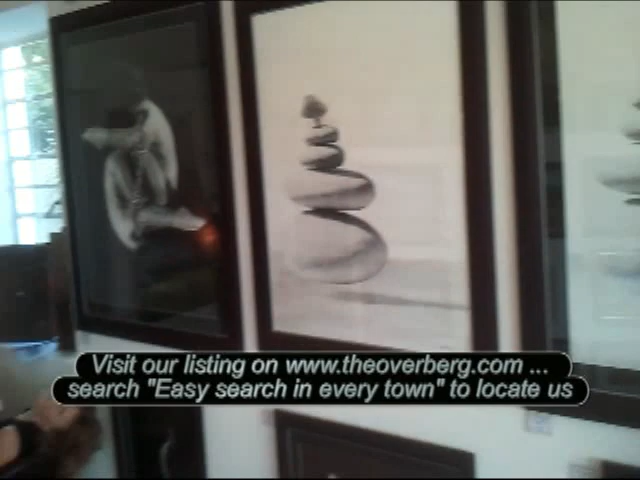 Visit our listing on www.theoverberg.com ...
search "Easy search in every town" to locate us